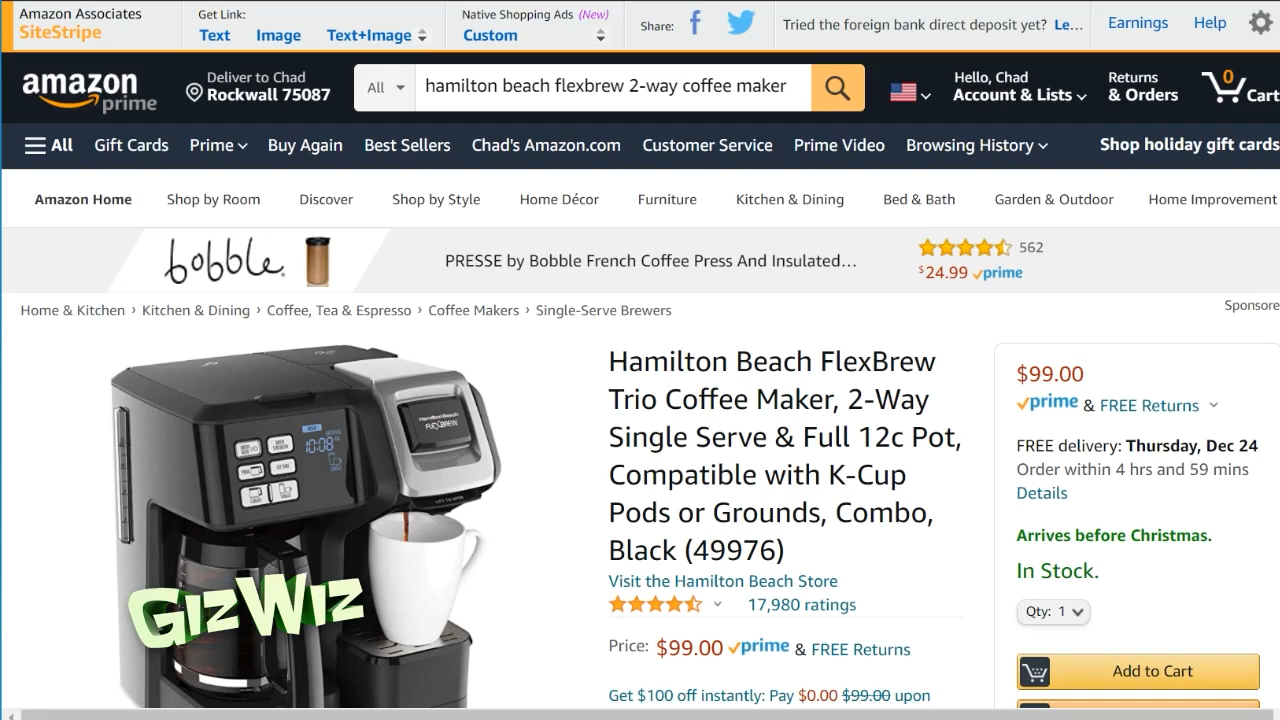 Amazon Associates
SiteStripe
Get Link:
Text Image Text+Image
Native Shopping Ads (New)
Custom
Share:
Tried the foreign bank direct deposit yet? Le...
Earnings Help
amazon
prime
Deliver to Chad
Rockwall 75087
All
hamilton beach flexbrew 2-way coffee maker
Hello, Chad
Account & Lists
Returns
& Orders
0
Cart
All Gift Cards Prime Buy Again Best Sellers Chad's Amazon.com Customer Service Prime Video Browsing History Shop holiday gift cards
Amazon Home Shop by Room Discover Shop by Style Home Décor Furniture Kitchen & Dining Bed & Bath Garden & Outdoor Home Improvement
bobble.
PRESSE by Bobble French Coffee Press And Insulated...
562
$24.99 prime
Home & Kitchen › Kitchen & Dining › Coffee, Tea & Espresso › Coffee Makers › Single-Serve Brewers
Sponsore
Hamilton Beach
FLEXBREW
10:08
GizWiz
Hamilton Beach FlexBrew
Trio Coffee Maker, 2-Way
Single Serve & Full 12c Pot,
Compatible with K-Cup
Pods or Grounds, Combo,
Black (49976)
Visit the Hamilton Beach Store
17,980 ratings
Price: $99.00 prime & FREE Returns
Get $100 off instantly: Pay $0.00 $99.00 upon
$99.00
prime & FREE Returns
FREE delivery: Thursday, Dec 24
Order within 4 hrs and 59 mins
Details
Arrives before Christmas.
In Stock.
Qty: 1
Add to Cart